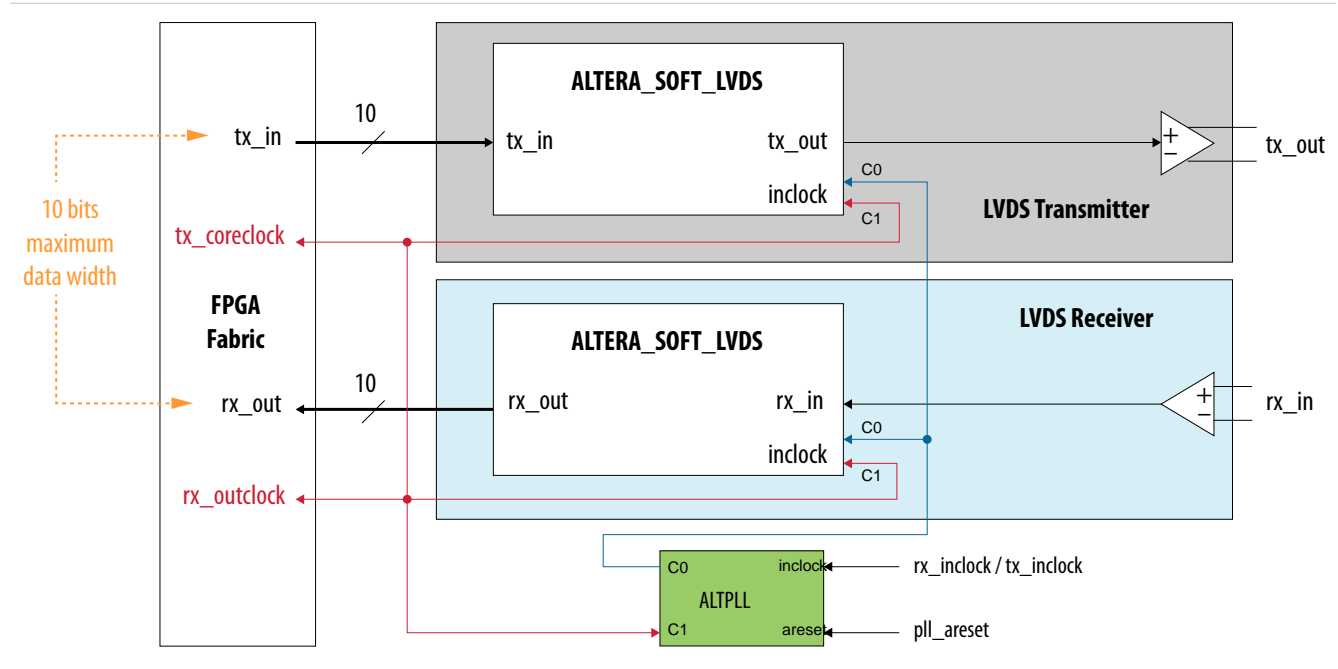 ALTERA_SOFT_LVDS
10
tx_in
tx_in
tx_out
+
−
tx_out
C0
inclock
C1
LVDS Transmitter
10 bits
maximum
data width
tx_coreclock
FPGA
Fabric
LVDS Receiver
ALTERA_SOFT_LVDS
10
rx_out
rx_out
rx_in
+
−
rx_in
C0
inclock
C1
rx_outclock
C0
inclock
rx_inclock / tx_inclock
ALTPLL
C1
areset
pll_areset